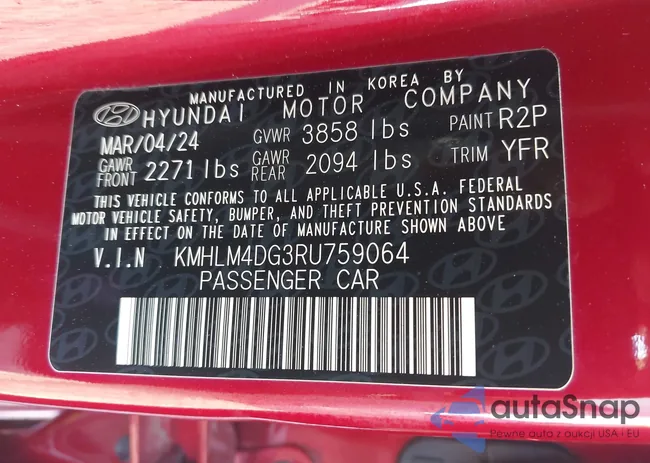 MANUFACTURED IN KOREA BY
HYUNDAI MOTOR COMPANY
MAR/04/24 GVWR 3858 lbs PAINT R2P
GAWR FRONT 2271 lbs GAWR REAR 2094 lbs TRIM YFR
THIS VEHICLE CONFORMS TO ALL APPLICABLE U.S.A. FEDERAL
MOTOR VEHICLE SAFETY, BUMPER, AND THEFT PREVENTION STANDARDS
IN EFFECT ON THE DATE OF MANUFACTURE SHOWN ABOVE
V.I.N KMHLM4DG3RU759064
PASSENGER CAR
autaSnap
Pewne auta z aukcji USA i EU